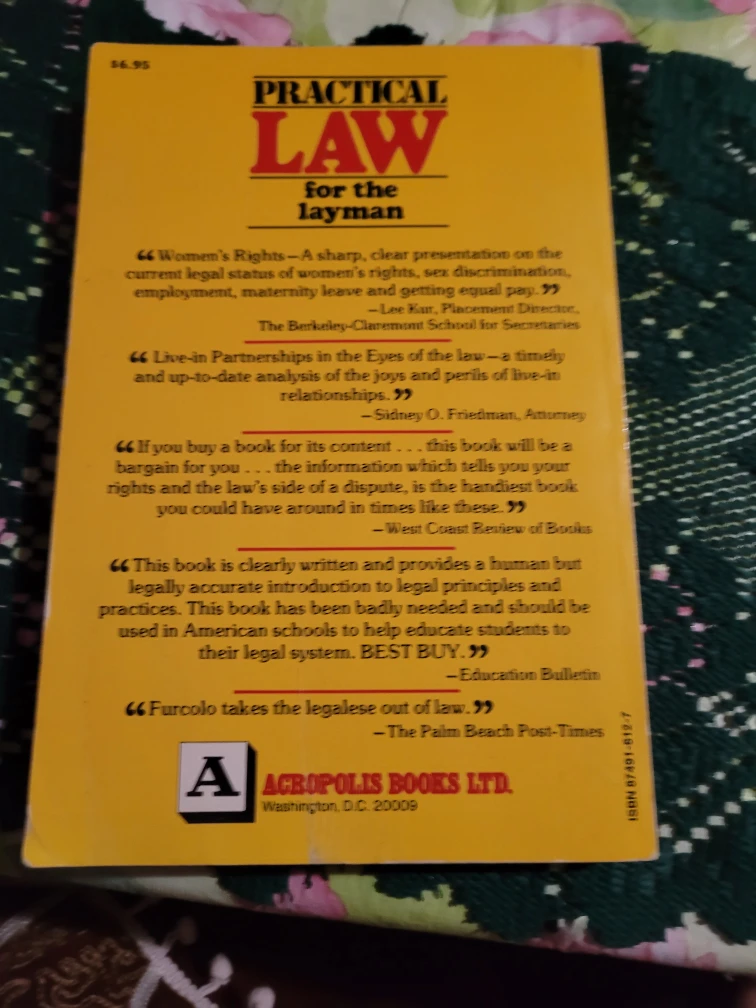 $6.95
PRACTICAL
LAW
for the
layman
“Women's Rights—A sharp, clear presentation on the
current legal status of women's rights, sex discrimination,
employment, maternity leave and getting equal pay.”
—Lee Kur, Placement Director,
The Berkeley-Claremont School for Secretaries
“Live-in Partnerships in the Eyes of the law—a timely
and up-to-date analysis of the joys and perils of live-in
relationships.”
—Sidney O. Friedman, Attorney
“If you buy a book for its content . . . this book will be a
bargain for you . . . the information which tells you your
rights and the law's side of a dispute, is the handiest book
you could have around in times like these.”
—West Coast Review of Books
“This book is clearly written and provides a human but
legally accurate introduction to legal principles and
practices. This book has been badly needed and should be
used in American schools to help educate students to
their legal system. BEST BUY.”
—Education Bulletin
“Furcolo takes the legalese out of law.”
—The Palm Beach Post-Times
A
ACROPOLIS BOOKS LTD.
Washington, D.C. 20009
ISBN 87491-612-7